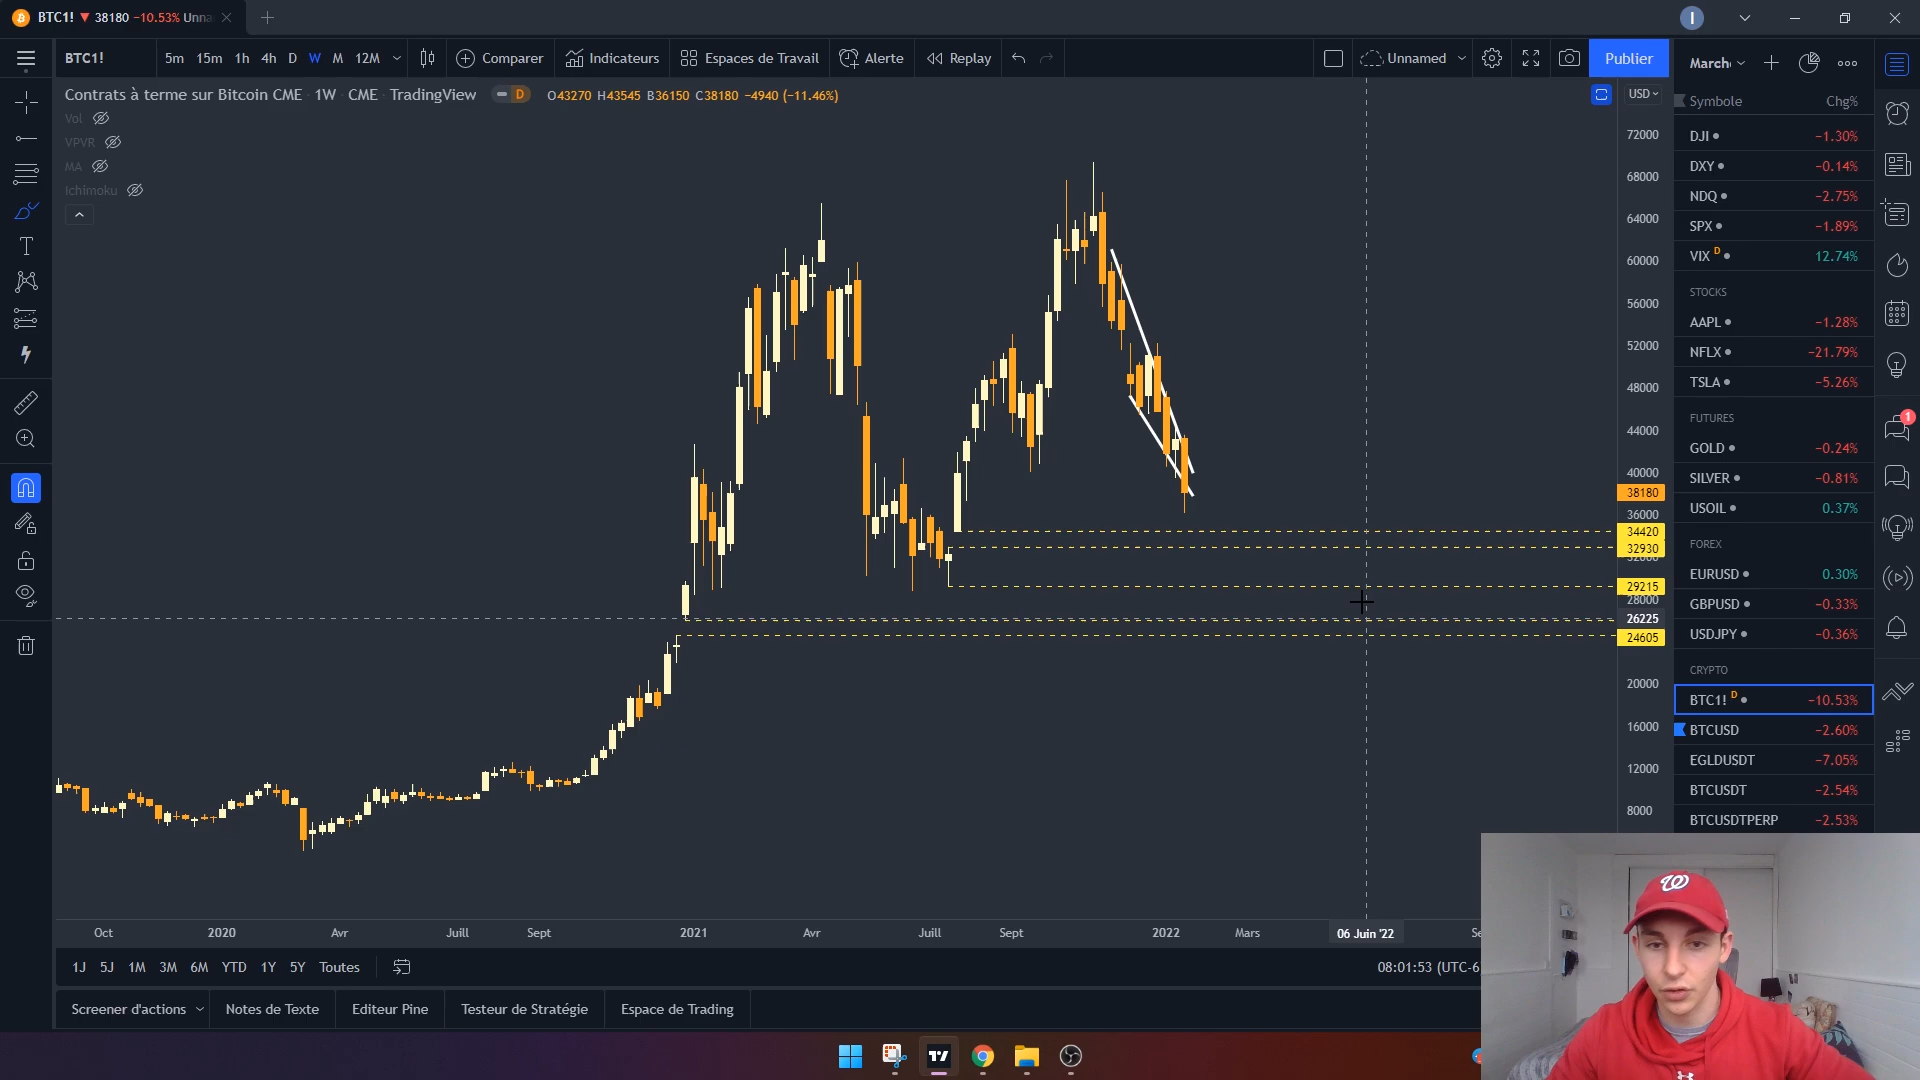 BTC1! ▼ 38180 −10.53% Unna
BTC1! 5m 15m 1h 4h D W M 12M Comparer Indicateurs Espaces de Travail Alerte Replay Unnamed Publier
Contrats à terme sur Bitcoin CME 1W CME TradingView D O43270 H43545 B36150 C38180 −4940 (−11.46%)
Vol
VPVR
MA
Ichimoku
USD
72000
68000
64000
60000
56000
52000
48000
44000
40000
38180
36000
34420
32930
29215
28000
26225
24605
20000
16000
12000
8000
Oct 2020 Avr Juill Sept 2021 Avr Juill Sept 2022 Mars 06 Juin '22
1J 5J 1M 3M 6M YTD 1Y 5Y Toutes 08:01:53 (UTC-6
Screener d'actions Notes de Texte Editeur Pine Testeur de Stratégie Espace de Trading
I
March
Symbole Chg%
DJI −1.30%
DXY −0.14%
NDQ −2.75%
SPX −1.89%
VIX D 12.74%
STOCKS
AAPL −1.28%
NFLX −21.79%
TSLA −5.26%
FUTURES
GOLD −0.24%
SILVER −0.81%
USOIL 0.37%
FOREX
EURUSD 0.30%
GBPUSD −0.33%
USDJPY −0.36%
CRYPTO
BTC1! D −10.53%
BTCUSD −2.60%
EGLDUSDT −7.05%
BTCUSDT −2.54%
BTCUSDTPERP −2.53%
1
W